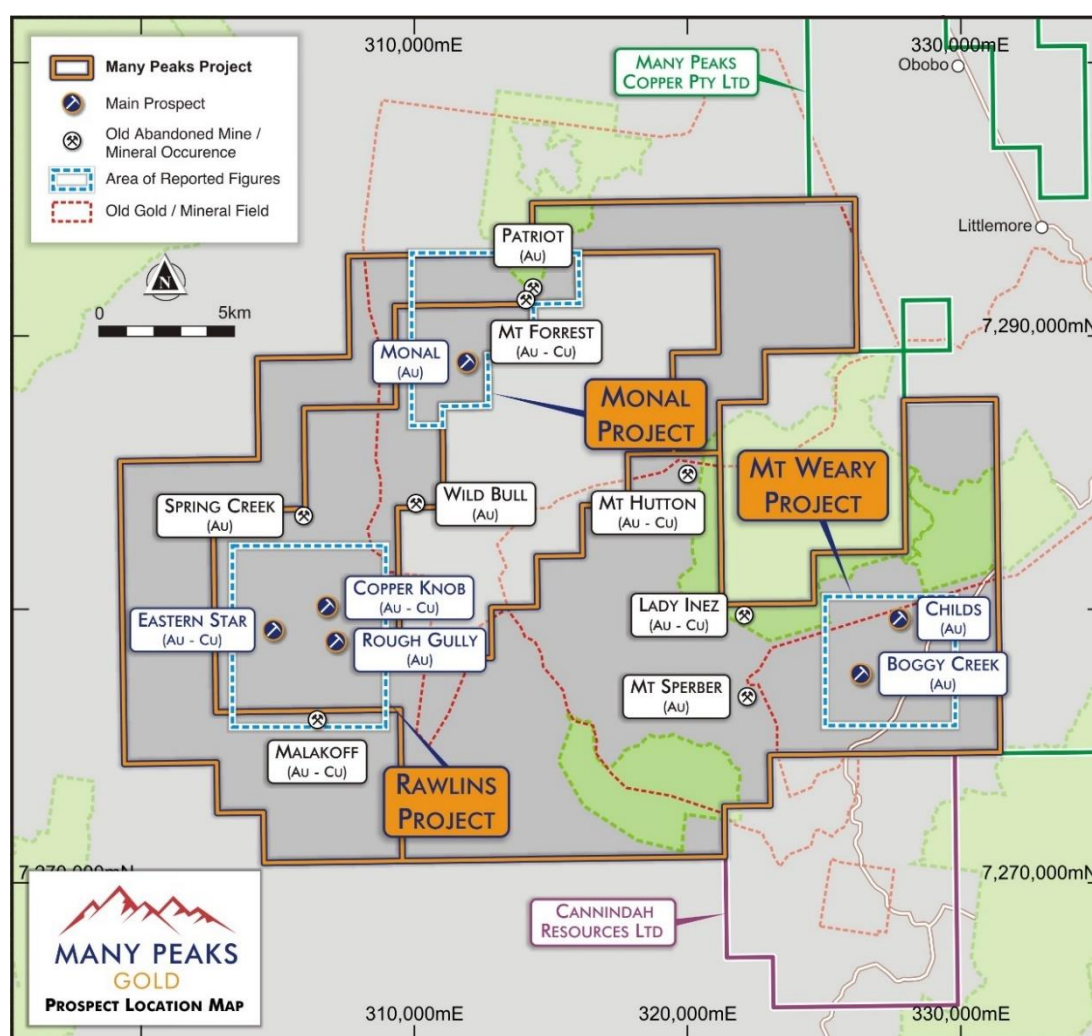 310,000mE
330,000mE
Many Peaks Project
Main Prospect
Old Abandoned Mine /
Mineral Occurence
Area of Reported Figures
Old Gold / Mineral Field
N
0
5km
MANY PEAKS
COPPER PTY LTD
Obobo
Littlemore
PATRIOT
(Au)
7,290,000mN
MT FORREST
(AU - CU)
MONAL
(AU)
MONAL
PROJECT
MT WEARY
PROJECT
SPRING CREEK
(AU)
WILD BULL
(AU)
MT HUTTON
(AU - CU)
COPPER KNOB
(AU - CU)
EASTERN STAR
(AU - CU)
ROUGH GULLY
(AU)
LADY INEZ
(AU - CU)
CHILDS
(AU)
BOGGY CREEK
(AU)
MT SPERBER
(AU)
MALAKOFF
(AU - CU)
RAWLINS
PROJECT
7,270,000mN
7,270,000mN
CANNINDAH
RESOURCES LTD
MANY PEAKS
GOLD
PROSPECT LOCATION MAP
310,000mE
320,000mE
330,000mE